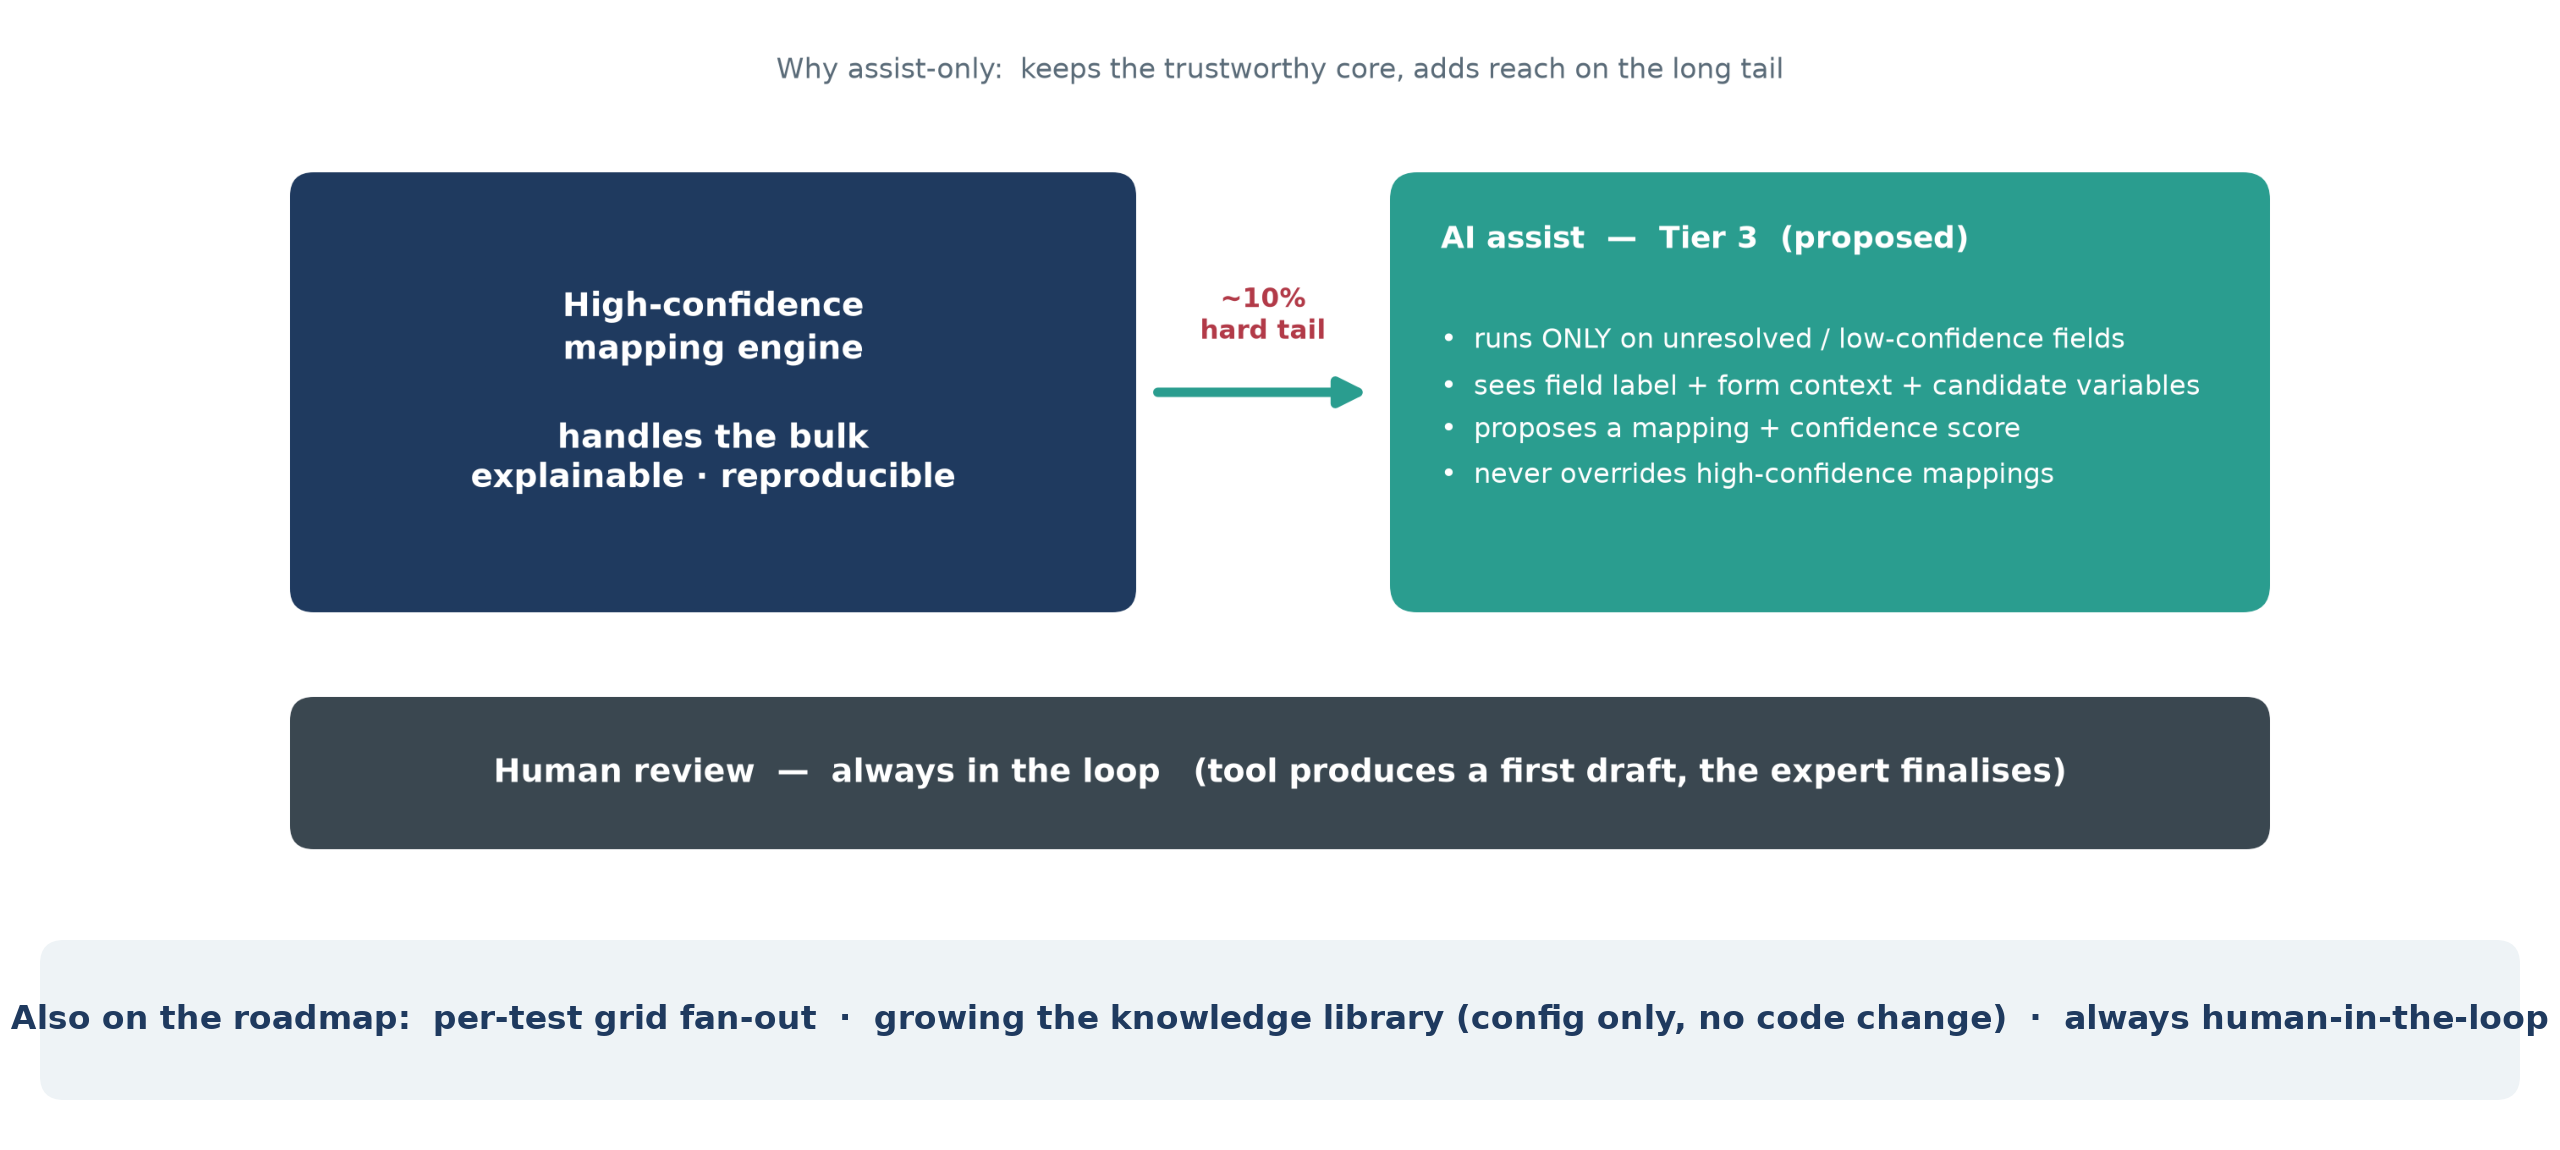 Why assist-only:  keeps the trustworthy core, adds reach on the long tail
High-confidence
mapping engine
handles the bulk
explainable · reproducible
~10%
hard tail
AI assist  —  Tier 3  (proposed)
•  runs ONLY on unresolved / low-confidence fields
•  sees field label + form context + candidate variables
•  proposes a mapping + confidence score
•  never overrides high-confidence mappings
Human review  —  always in the loop   (tool produces a first draft, the expert finalises)
Also on the roadmap:  per-test grid fan-out  ·  growing the knowledge library (config only, no code change)  ·  always human-in-the-loop